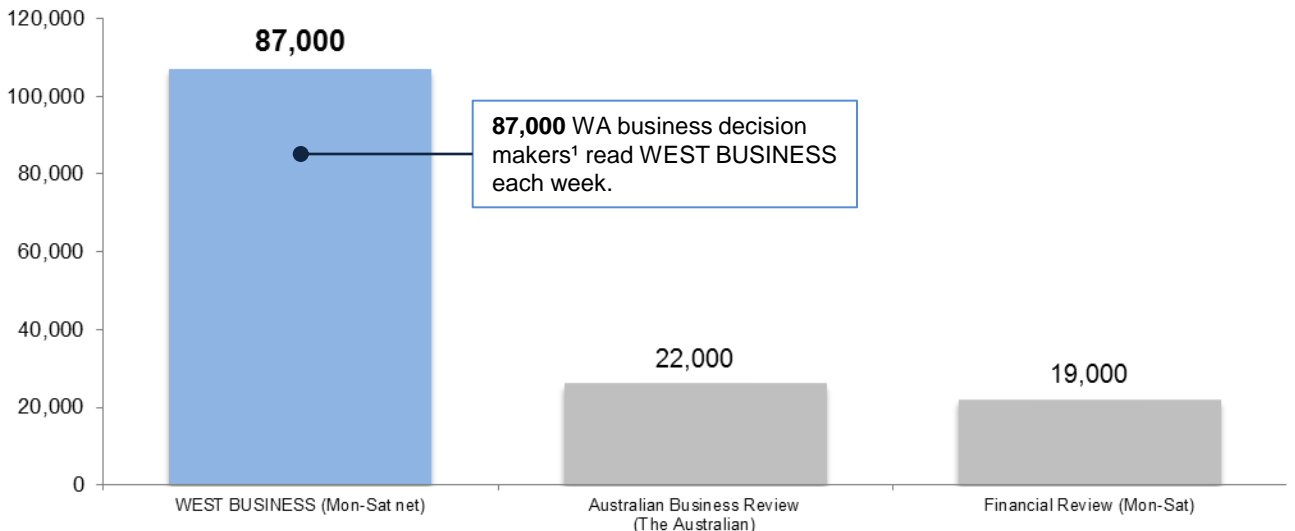 120,000
100,000
80,000
60,000
40,000
20,000
0
87,000
87,000 WA business decision
makers¹ read WEST BUSINESS
each week.
22,000
19,000
WEST BUSINESS (Mon-Sat net)
Australian Business Review
(The Australian)
Financial Review (Mon-Sat)